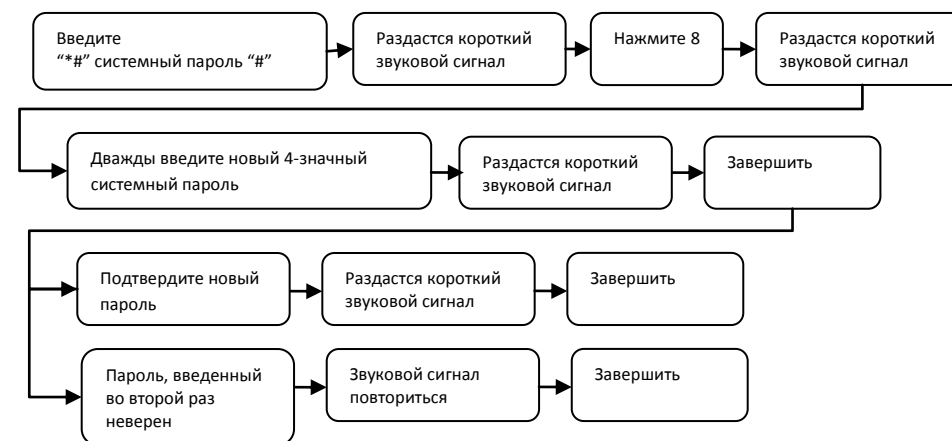 Введите
“*#” системный пароль “#”
Раздастся короткий
звуковой сигнал
Нажмите 8
Раздастся короткий
звуковой сигнал
Дважды введите новый 4-значный
системный пароль
Раздастся короткий
звуковой сигнал
Завершить
Подтвердите новый
пароль
Раздастся короткий
звуковой сигнал
Завершить
Пароль, введенный
во второй раз
неверен
Звуковой сигнал
повториться
Завершить